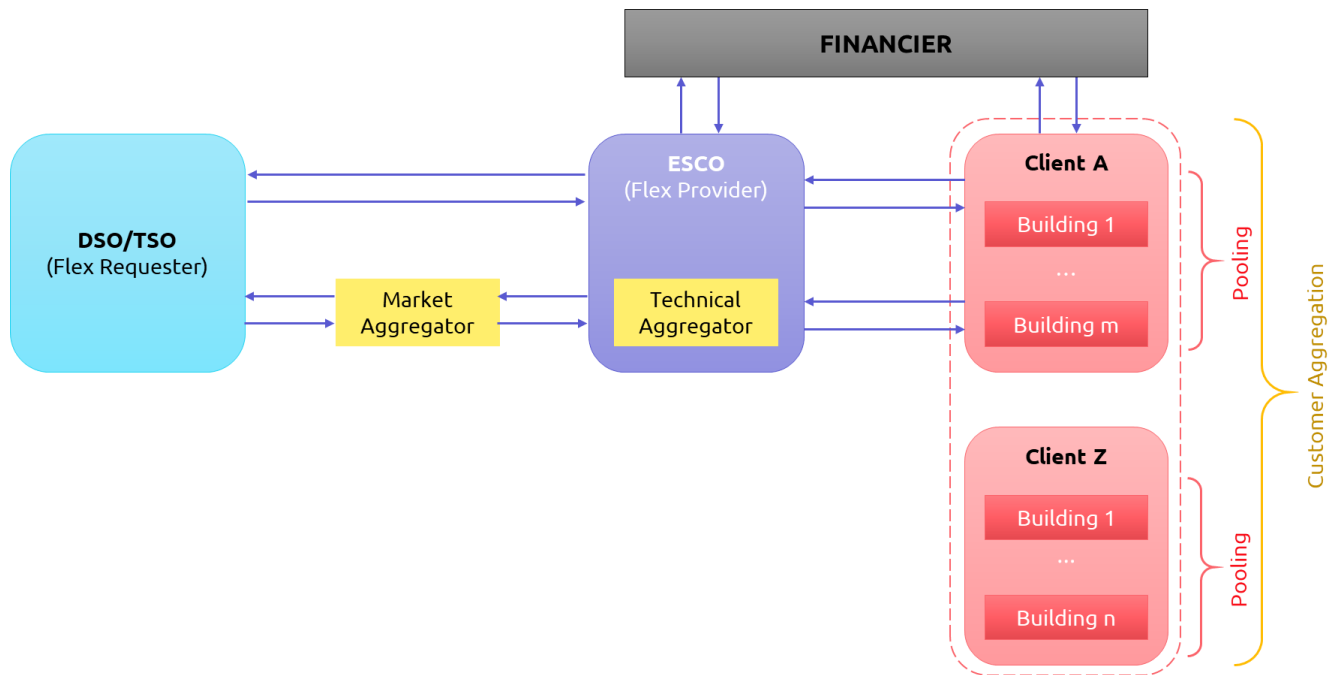 FINANCIER
DSO/TSO
(Flex Requester)
Market
Aggregator
ESCO
(Flex Provider)
Technical
Aggregator
Client A
Building 1
...
Building m
Pooling
Client Z
Building 1
...
Building n
Pooling
Customer Aggregation